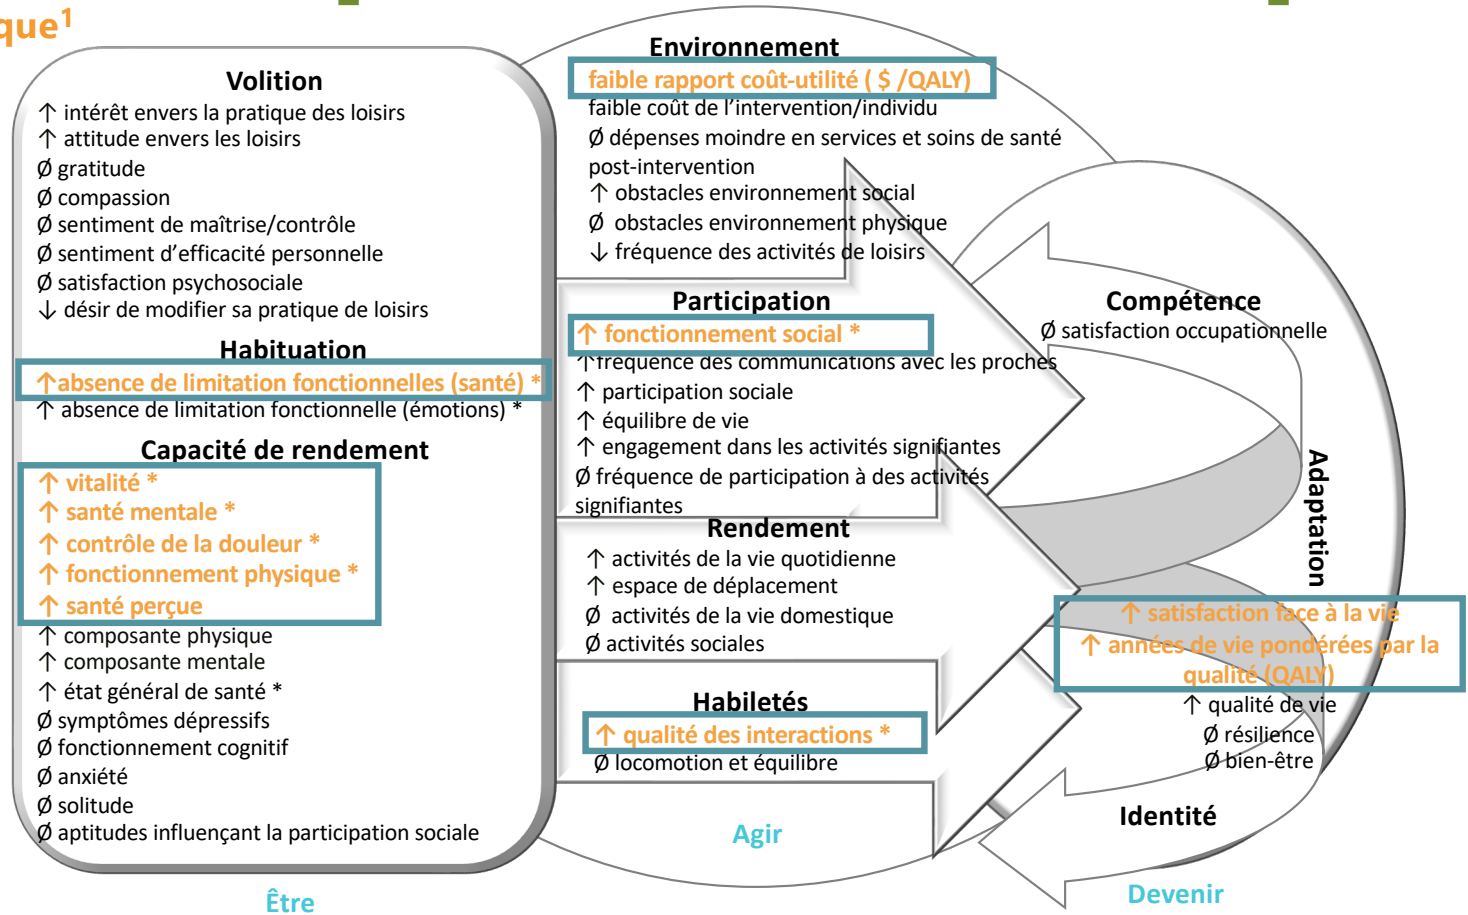 que¹
Volition
↑ intérêt envers la pratique des loisirs
↑ attitude envers les loisirs
Ø gratitude
Ø compassion
Ø sentiment de maîtrise/contrôle
Ø sentiment d’efficacité personnelle
Ø satisfaction psychosociale
↓ désir de modifier sa pratique de loisirs
Habituation
↑absence de limitation fonctionnelles (santé) *
↑ absence de limitation fonctionnelle (émotions) *
Capacité de rendement
↑ vitalité *
↑ santé mentale *
↑ contrôle de la douleur *
↑ fonctionnement physique *
↑ santé perçue
↑ composante physique
↑ composante mentale
↑ état général de santé *
Ø symptômes dépressifs
Ø fonctionnement cognitif
Ø anxiété
Ø solitude
Ø aptitudes influençant la participation sociale
Être
Environnement
faible rapport coût-utilité ( $ /QALY)
faible coût de l’intervention/individu
Ø dépenses moindre en services et soins de santé
post-intervention
↑ obstacles environnement social
Ø obstacles environnement physique
↓ fréquence des activités de loisirs
Participation
↑ fonctionnement social *
↑fréquence des communications avec les proches
↑ participation sociale
↑ équilibre de vie
↑ engagement dans les activités signifiantes
Ø fréquence de participation à des activités
signifiantes
Rendement
↑ activités de la vie quotidienne
↑ espace de déplacement
Ø activités de la vie domestique
Ø activités sociales
Habiletés
↑ qualité des interactions *
Ø locomotion et équilibre
Agir
Compétence
Ø satisfaction occupationnelle
Adaptation
↑ satisfaction face à la vie
↑ années de vie pondérées par la
qualité (QALY)
↑ qualité de vie
Ø résilience
Ø bien-être
Identité
Devenir